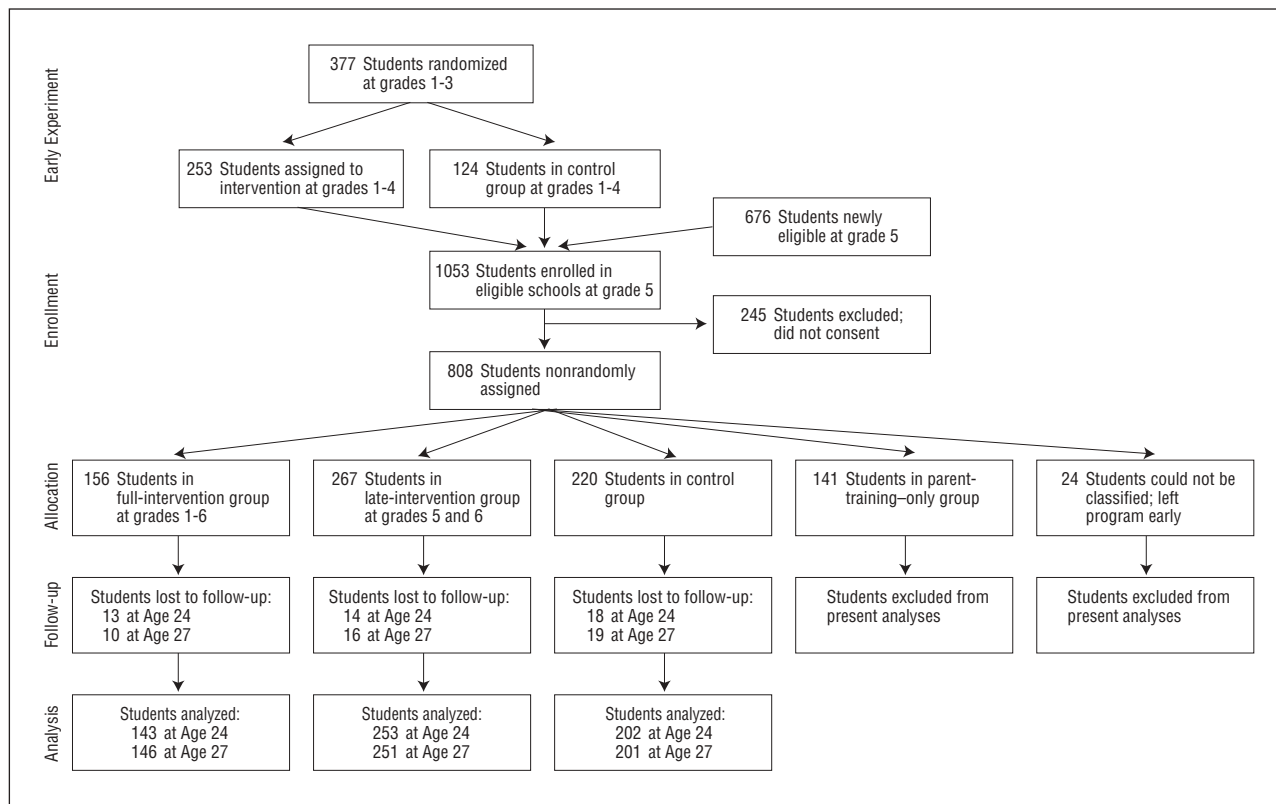 Early Experiment
377 Students randomized
at grades 1-3
253 Students assigned to
intervention at grades 1-4
124 Students in control
group at grades 1-4
676 Students newly
eligible at grade 5
Enrollment
1053 Students enrolled in
eligible schools at grade 5
245 Students excluded;
did not consent
808 Students nonrandomly
assigned
Allocation
156 Students in
full-intervention group
at grades 1-6
267 Students in
late-intervention group
at grades 5 and 6
220 Students in control
group
141 Students in parent-
training–only group
24 Students could not be
classified; left
program early
Follow-up
Students lost to follow-up:
13 at Age 24
10 at Age 27
Students lost to follow-up:
14 at Age 24
16 at Age 27
Students lost to follow-up:
18 at Age 24
19 at Age 27
Students excluded from
present analyses
Students excluded from
present analyses
Analysis
Students analyzed:
143 at Age 24
146 at Age 27
Students analyzed:
253 at Age 24
251 at Age 27
Students analyzed:
202 at Age 24
201 at Age 27